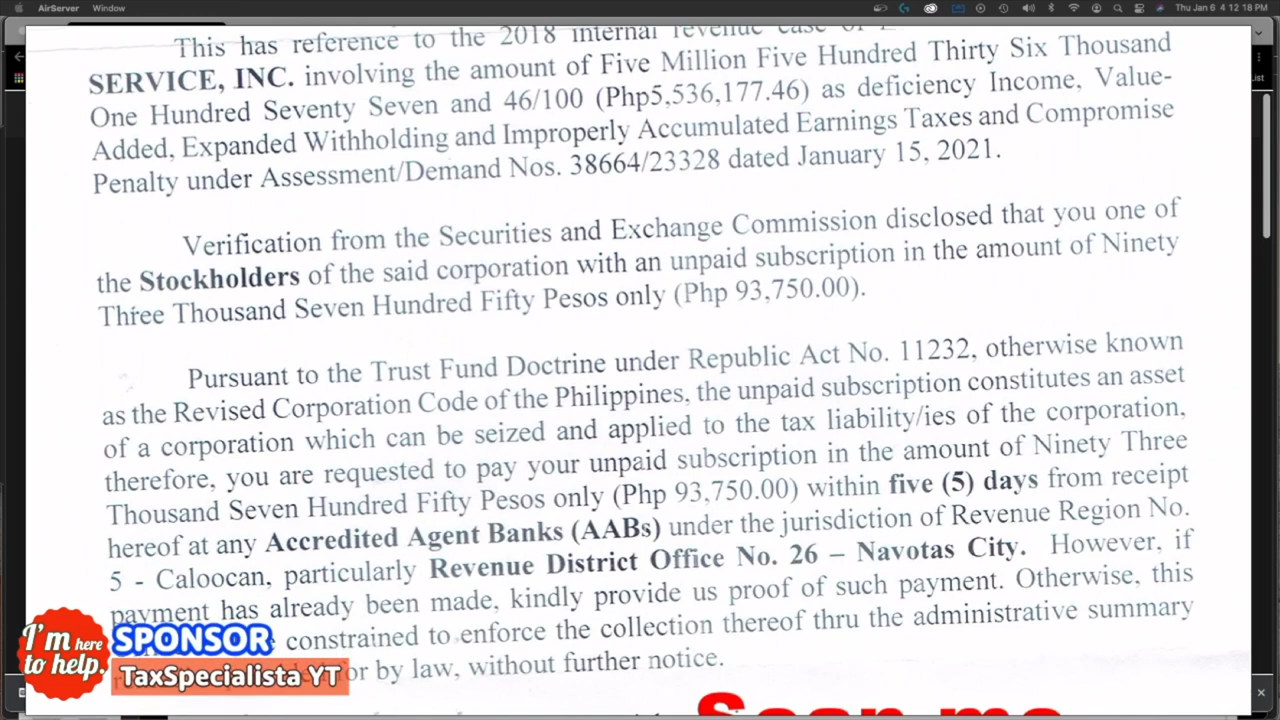 AirServer Window
100% Thu Jan 6 4:12:18 PM
This has reference to the 2018 internal revenue case of
SERVICE, INC. involving the amount of Five Million Five Hundred Thirty Six Thousand
One Hundred Seventy Seven and 46/100 (Php5,536,177.46) as deficiency Income, Value-
Added, Expanded Withholding and Improperly Accumulated Earnings Taxes and Compromise
Penalty under Assessment/Demand Nos. 38664/23328 dated January 15, 2021.
Verification from the Securities and Exchange Commission disclosed that you one of
the Stockholders of the said corporation with an unpaid subscription in the amount of Ninety
Three Thousand Seven Hundred Fifty Pesos only (Php 93,750.00).
Pursuant to the Trust Fund Doctrine under Republic Act No. 11232, otherwise known
as the Revised Corporation Code of the Philippines, the unpaid subscription constitutes an asset
of a corporation which can be seized and applied to the tax liability/ies of the corporation,
therefore, you are requested to pay your unpaid subscription in the amount of Ninety Three
Thousand Seven Hundred Fifty Pesos only (Php 93,750.00) within five (5) days from receipt
hereof at any Accredited Agent Banks (AABs) under the jurisdiction of Revenue Region No.
5 - Caloocan, particularly Revenue District Office No. 26 – Navotas City. However, if
payment has already been made, kindly provide us proof of such payment. Otherwise, this
constrained to enforce the collection thereof thru the administrative summary
for by law, without further notice.
I'm here
to help.
SPONSOR
TaxSpecialista YT
Scan me
List